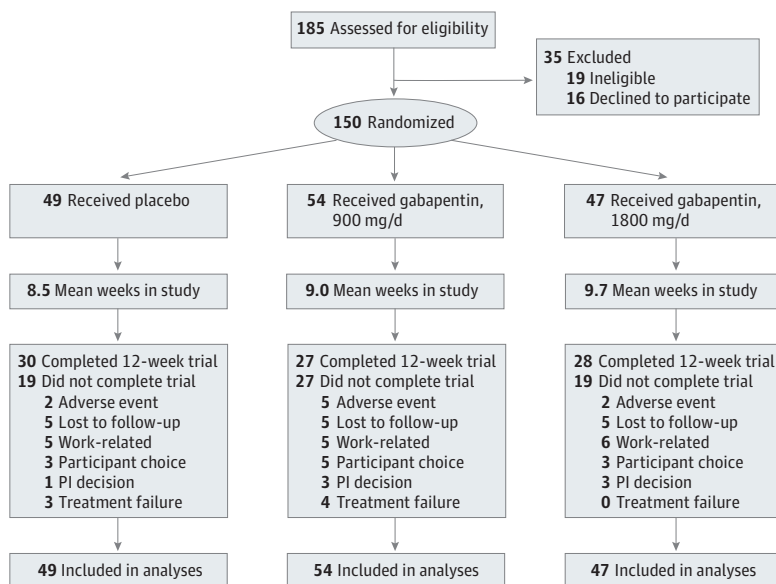 185 Assessed for eligibility
35 Excluded
19 Ineligible
16 Declined to participate
150 Randomized
49 Received placebo
54 Received gabapentin,
900 mg/d
47 Received gabapentin,
1800 mg/d
8.5 Mean weeks in study
9.0 Mean weeks in study
9.7 Mean weeks in study
30 Completed 12-week trial
19 Did not complete trial
2 Adverse event
5 Lost to follow-up
5 Work-related
3 Participant choice
1 PI decision
3 Treatment failure
27 Completed 12-week trial
27 Did not complete trial
5 Adverse event
5 Lost to follow-up
5 Work-related
5 Participant choice
3 PI decision
4 Treatment failure
28 Completed 12-week trial
19 Did not complete trial
2 Adverse event
5 Lost to follow-up
6 Work-related
3 Participant choice
3 PI decision
0 Treatment failure
49 Included in analyses
54 Included in analyses
47 Included in analyses